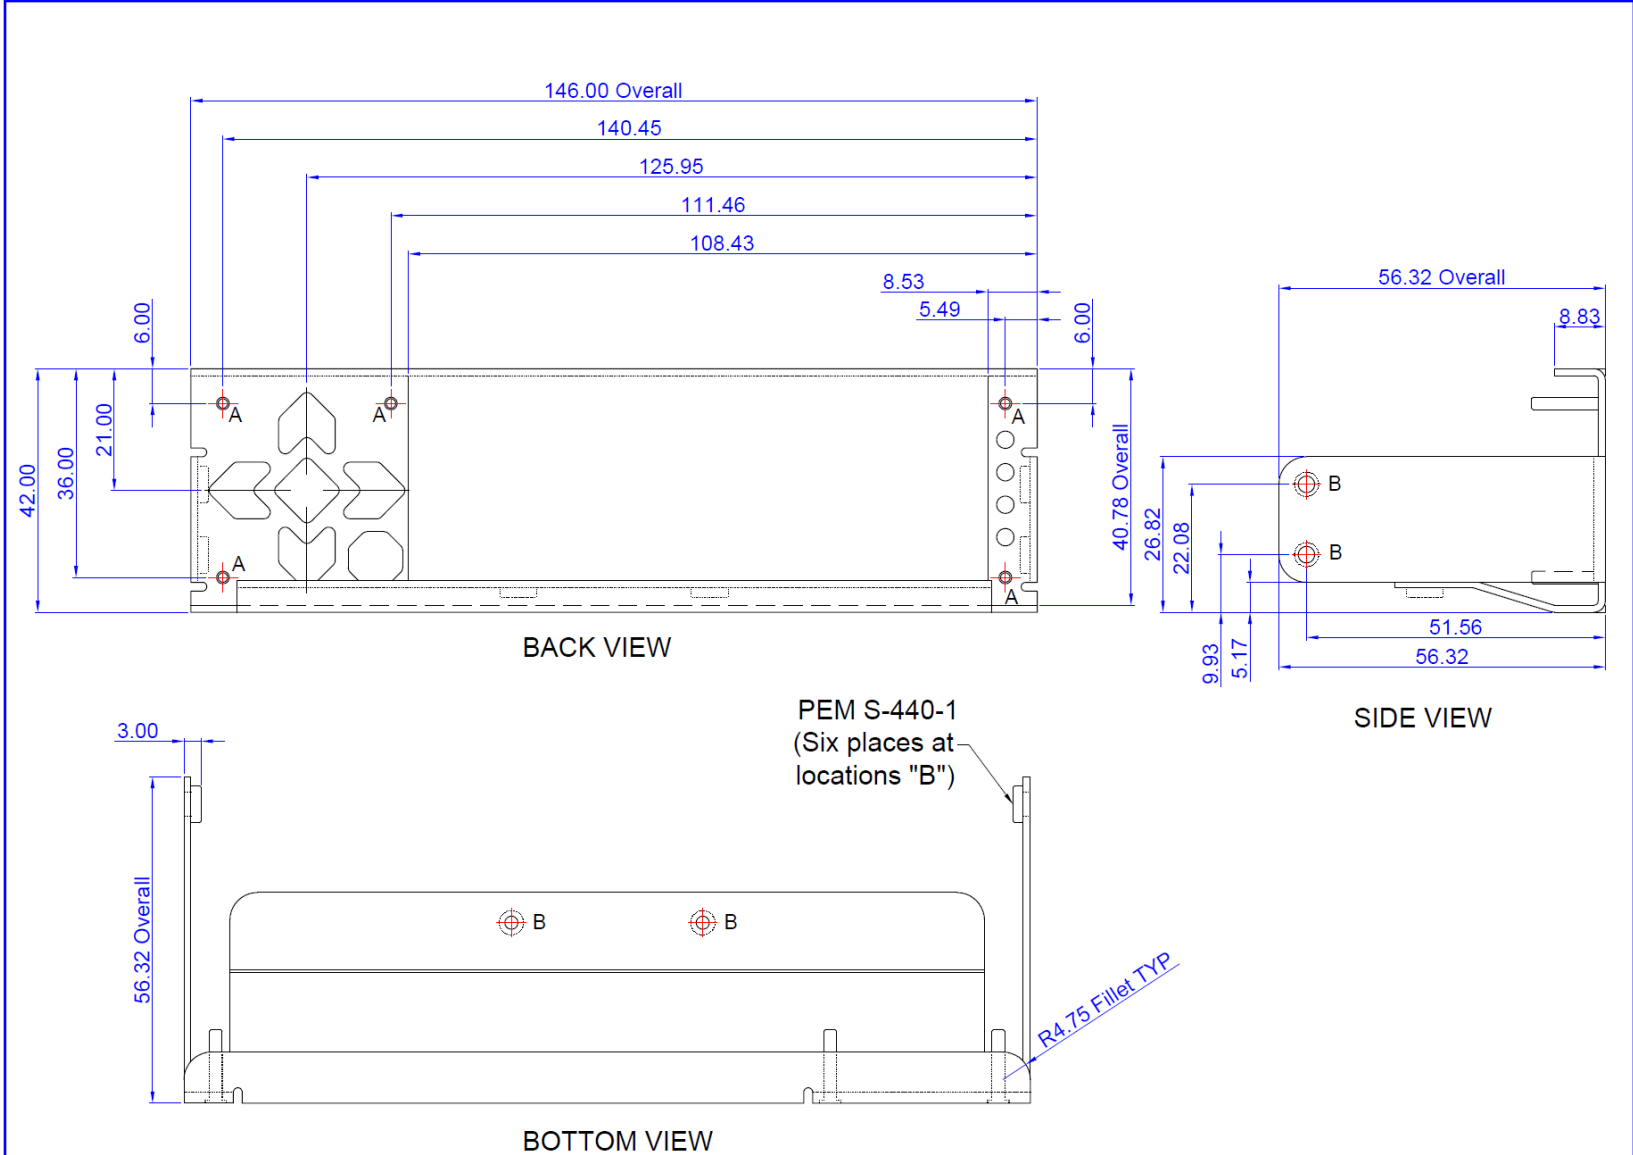 146.00 Overall
140.45
125.95
111.46
108.43
8.53
5.49
6.00
6.00
42.00
36.00
21.00
40.78 Overall
A
A
A
A
A
BACK VIEW
56.32 Overall
8.83
B
B
26.82
22.08
9.93
5.17
51.56
56.32
SIDE VIEW
PEM S-440-1
(Six places at
locations "B")
3.00
56.32 Overall
B
B
R4.75 Fillet TYP
BOTTOM VIEW